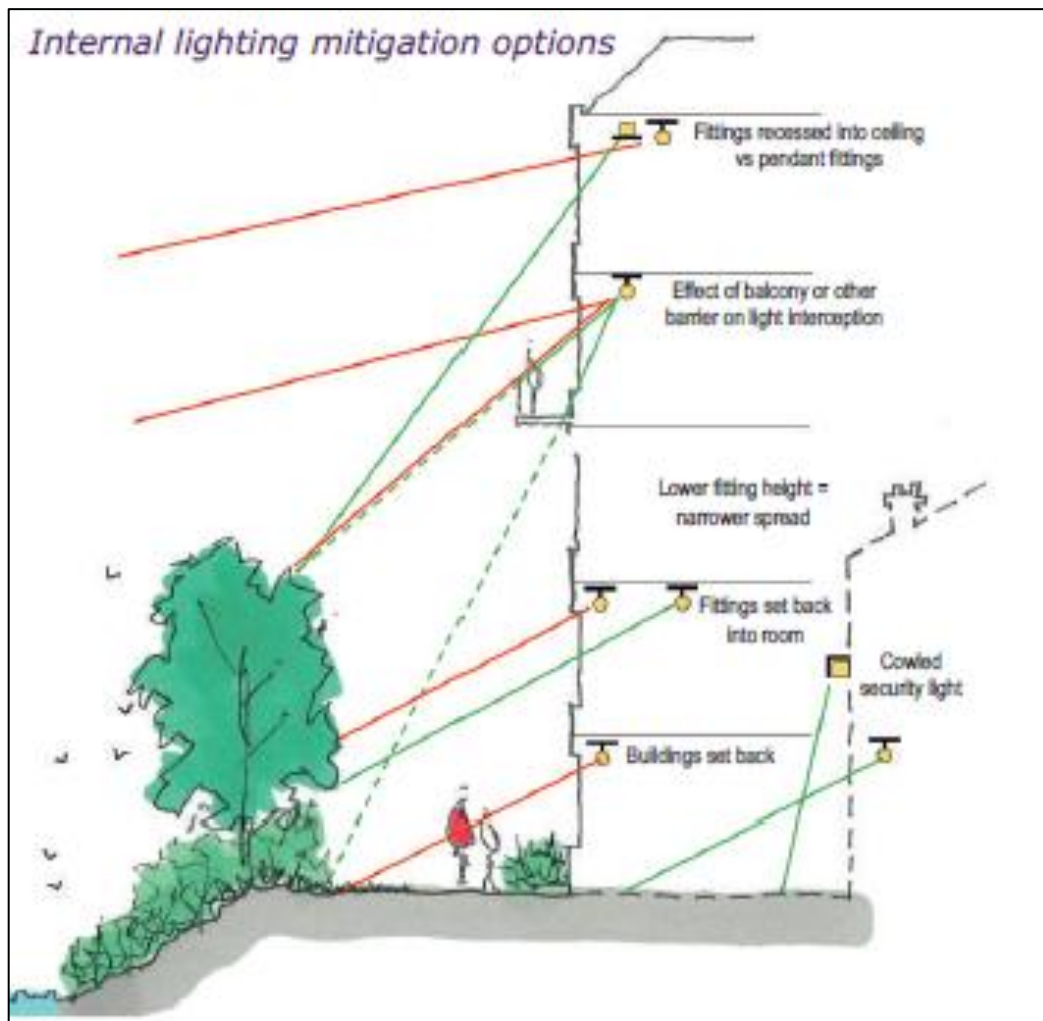 Internal lighting mitigation options
Fittings recessed into ceiling
vs pendant fittings
Effect of balcony or other
barrier on light interception
Lower fitting height =
narrower spread
Fittings set back
into room
Cowled
security light
Buildings set back